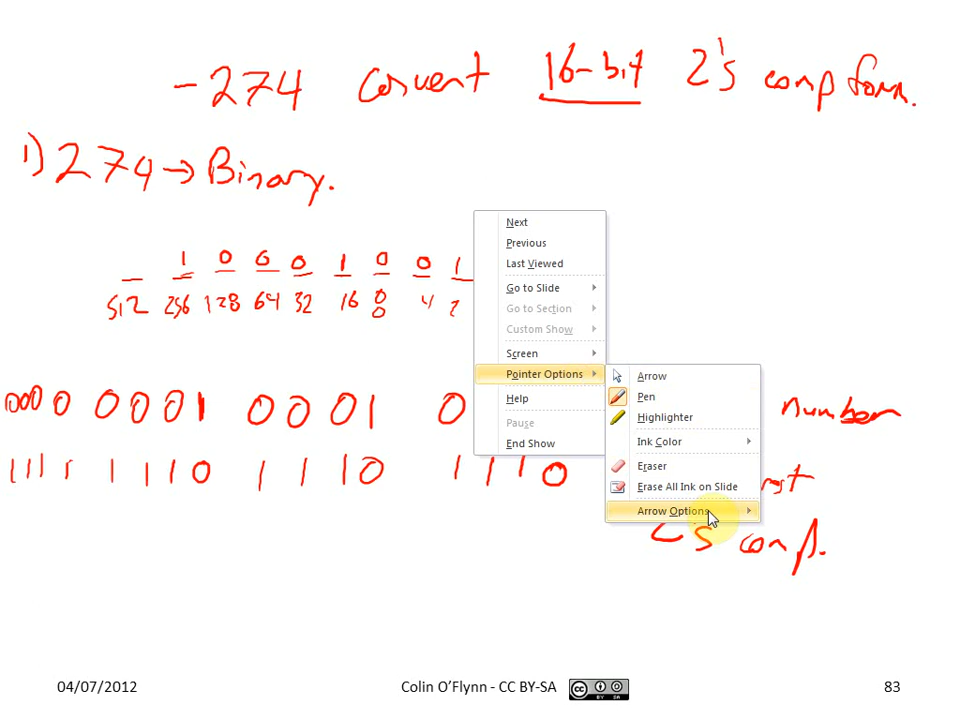 -274 convent 16-bit 2's comp form.
1) 274 → Binary.
1 0 0 0 1 0 0 1
512 256 128 64 32 16 8 4 2
0000 0001 0001 0 number
1111 1110 1110 1110
2's comp.
Next
Previous
Last Viewed
Go to Slide
Go to Section
Custom Show
Screen
Pointer Options
Help
Pause
End Show
Arrow
Pen
Highlighter
Ink Color
Eraser
Erase All Ink on Slide
Arrow Options
04/07/2012 Colin O'Flynn - CC BY-SA cc BY SA 83